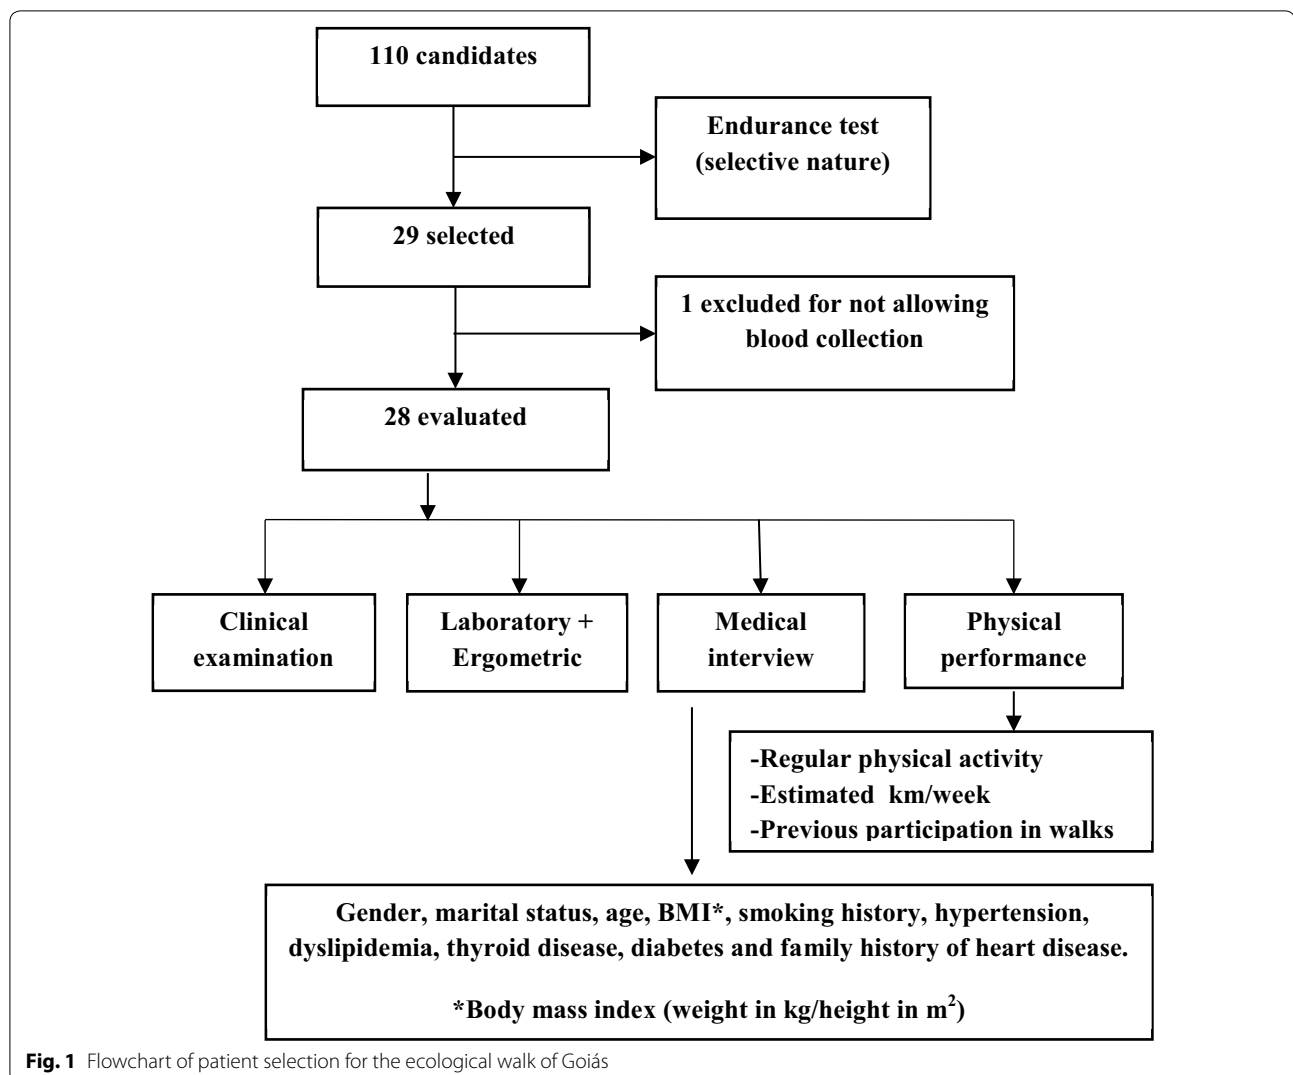 110 candidates
Endurance test
(selective nature)
29 selected
1 excluded for not allowing
blood collection
28 evaluated
Clinical
examination
Laboratory +
Ergometric
Medical
interview
Physical
performance
-Regular physical activity
-Estimated km/week
-Previous participation in walks
Gender, marital status, age, BMI*, smoking history, hypertension,
dyslipidemia, thyroid disease, diabetes and family history of heart disease.
*Body mass index (weight in kg/height in m²)
Fig. 1 Flowchart of patient selection for the ecological walk of Goiás